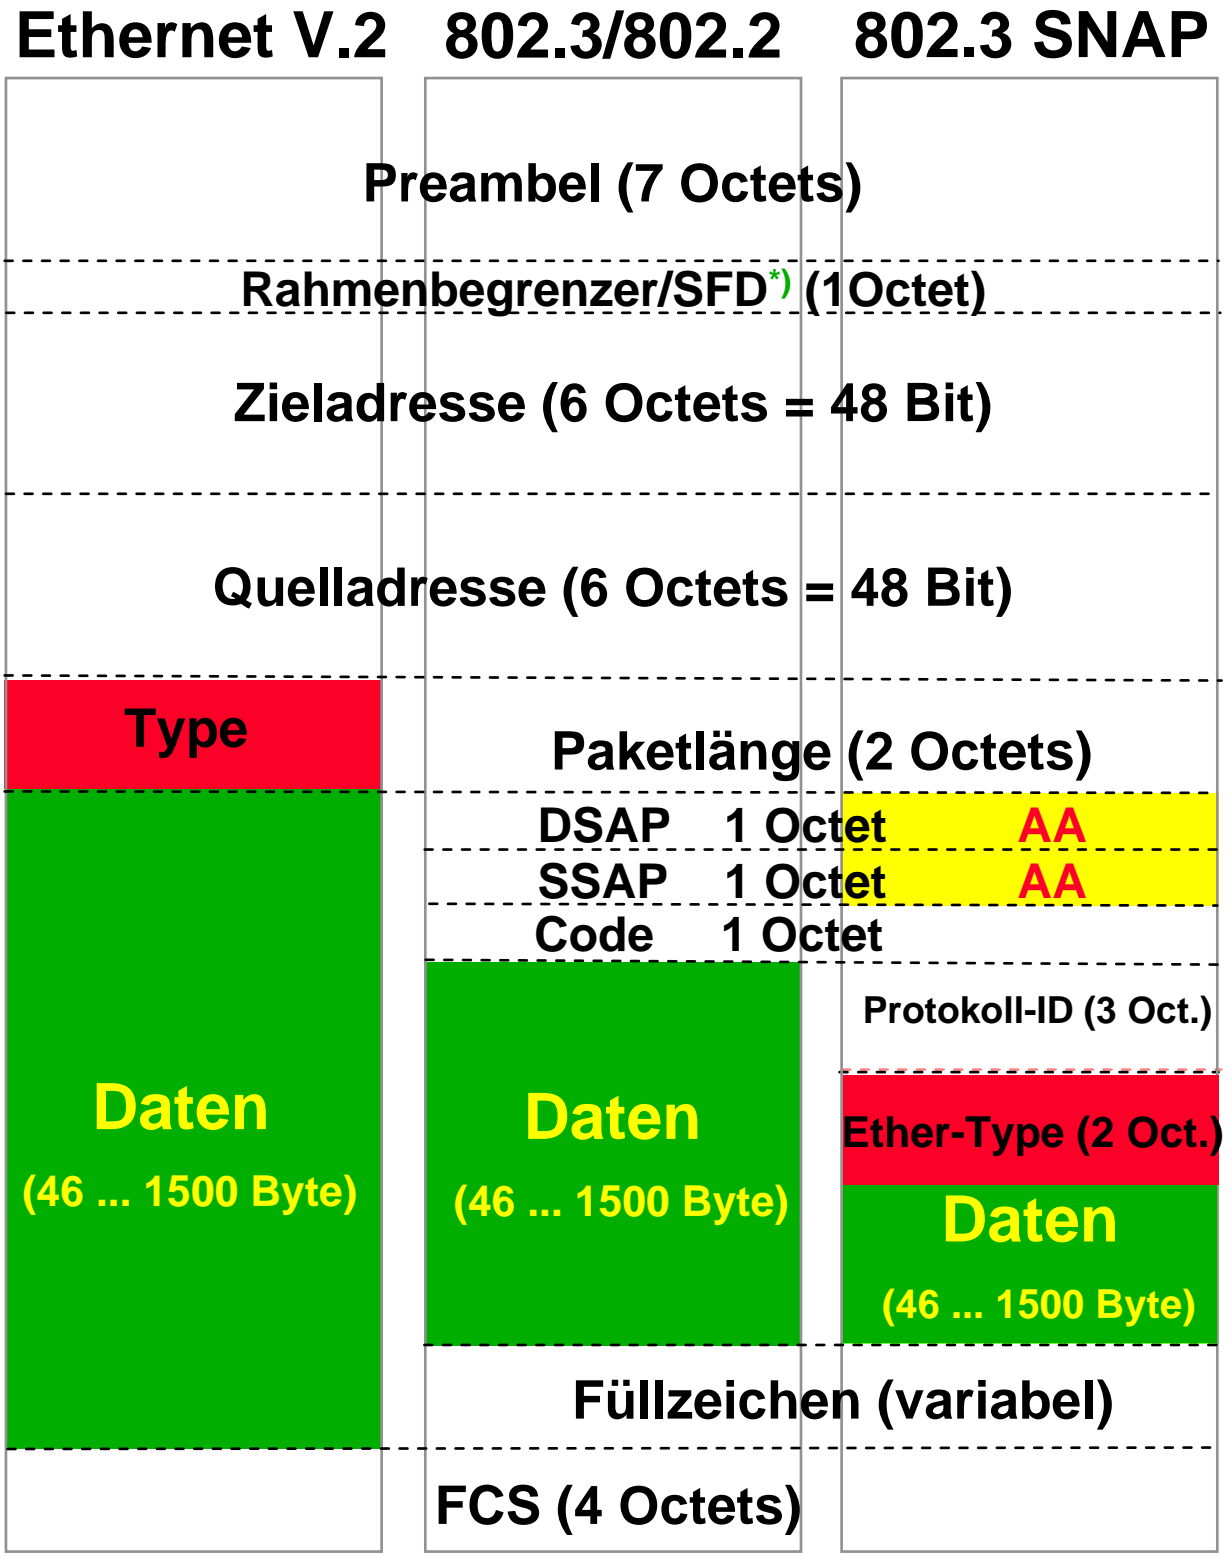 Ethernet V.2 802.3/802.2 802.3 SNAP
Preambel (7 Octets)
Rahmenbegrenzer/SFD*) (1Octet)
Zieladresse (6 Octets = 48 Bit)
Quelladresse (6 Octets = 48 Bit)
Type
Paketlänge (2 Octets)
DSAP 1 Octet AA
SSAP 1 Octet AA
Code 1 Octet
Protokoll-ID (3 Oct.)
Daten
(46 ... 1500 Byte)
Daten
(46 ... 1500 Byte)
Ether-Type (2 Oct.)
Daten
(46 ... 1500 Byte)
Füllzeichen (variabel)
FCS (4 Octets)